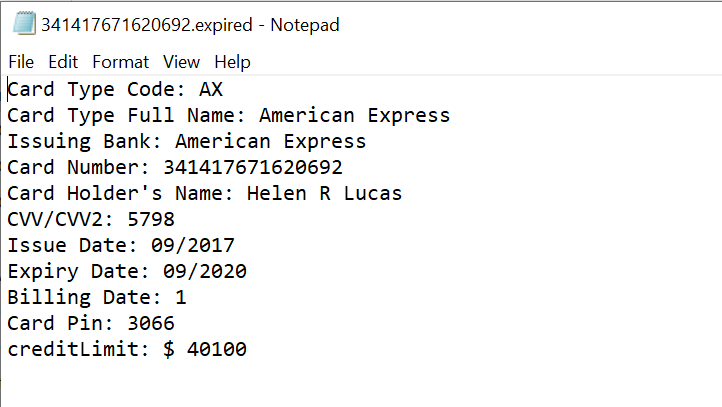 341417671620692.expired - Notepad
File Edit Format View Help
Card Type Code: AX
Card Type Full Name: American Express
Issuing Bank: American Express
Card Number: 341417671620692
Card Holder's Name: Helen R Lucas
CVV/CVV2: 5798
Issue Date: 09/2017
Expiry Date: 09/2020
Billing Date: 1
Card Pin: 3066
creditLimit: $ 40100